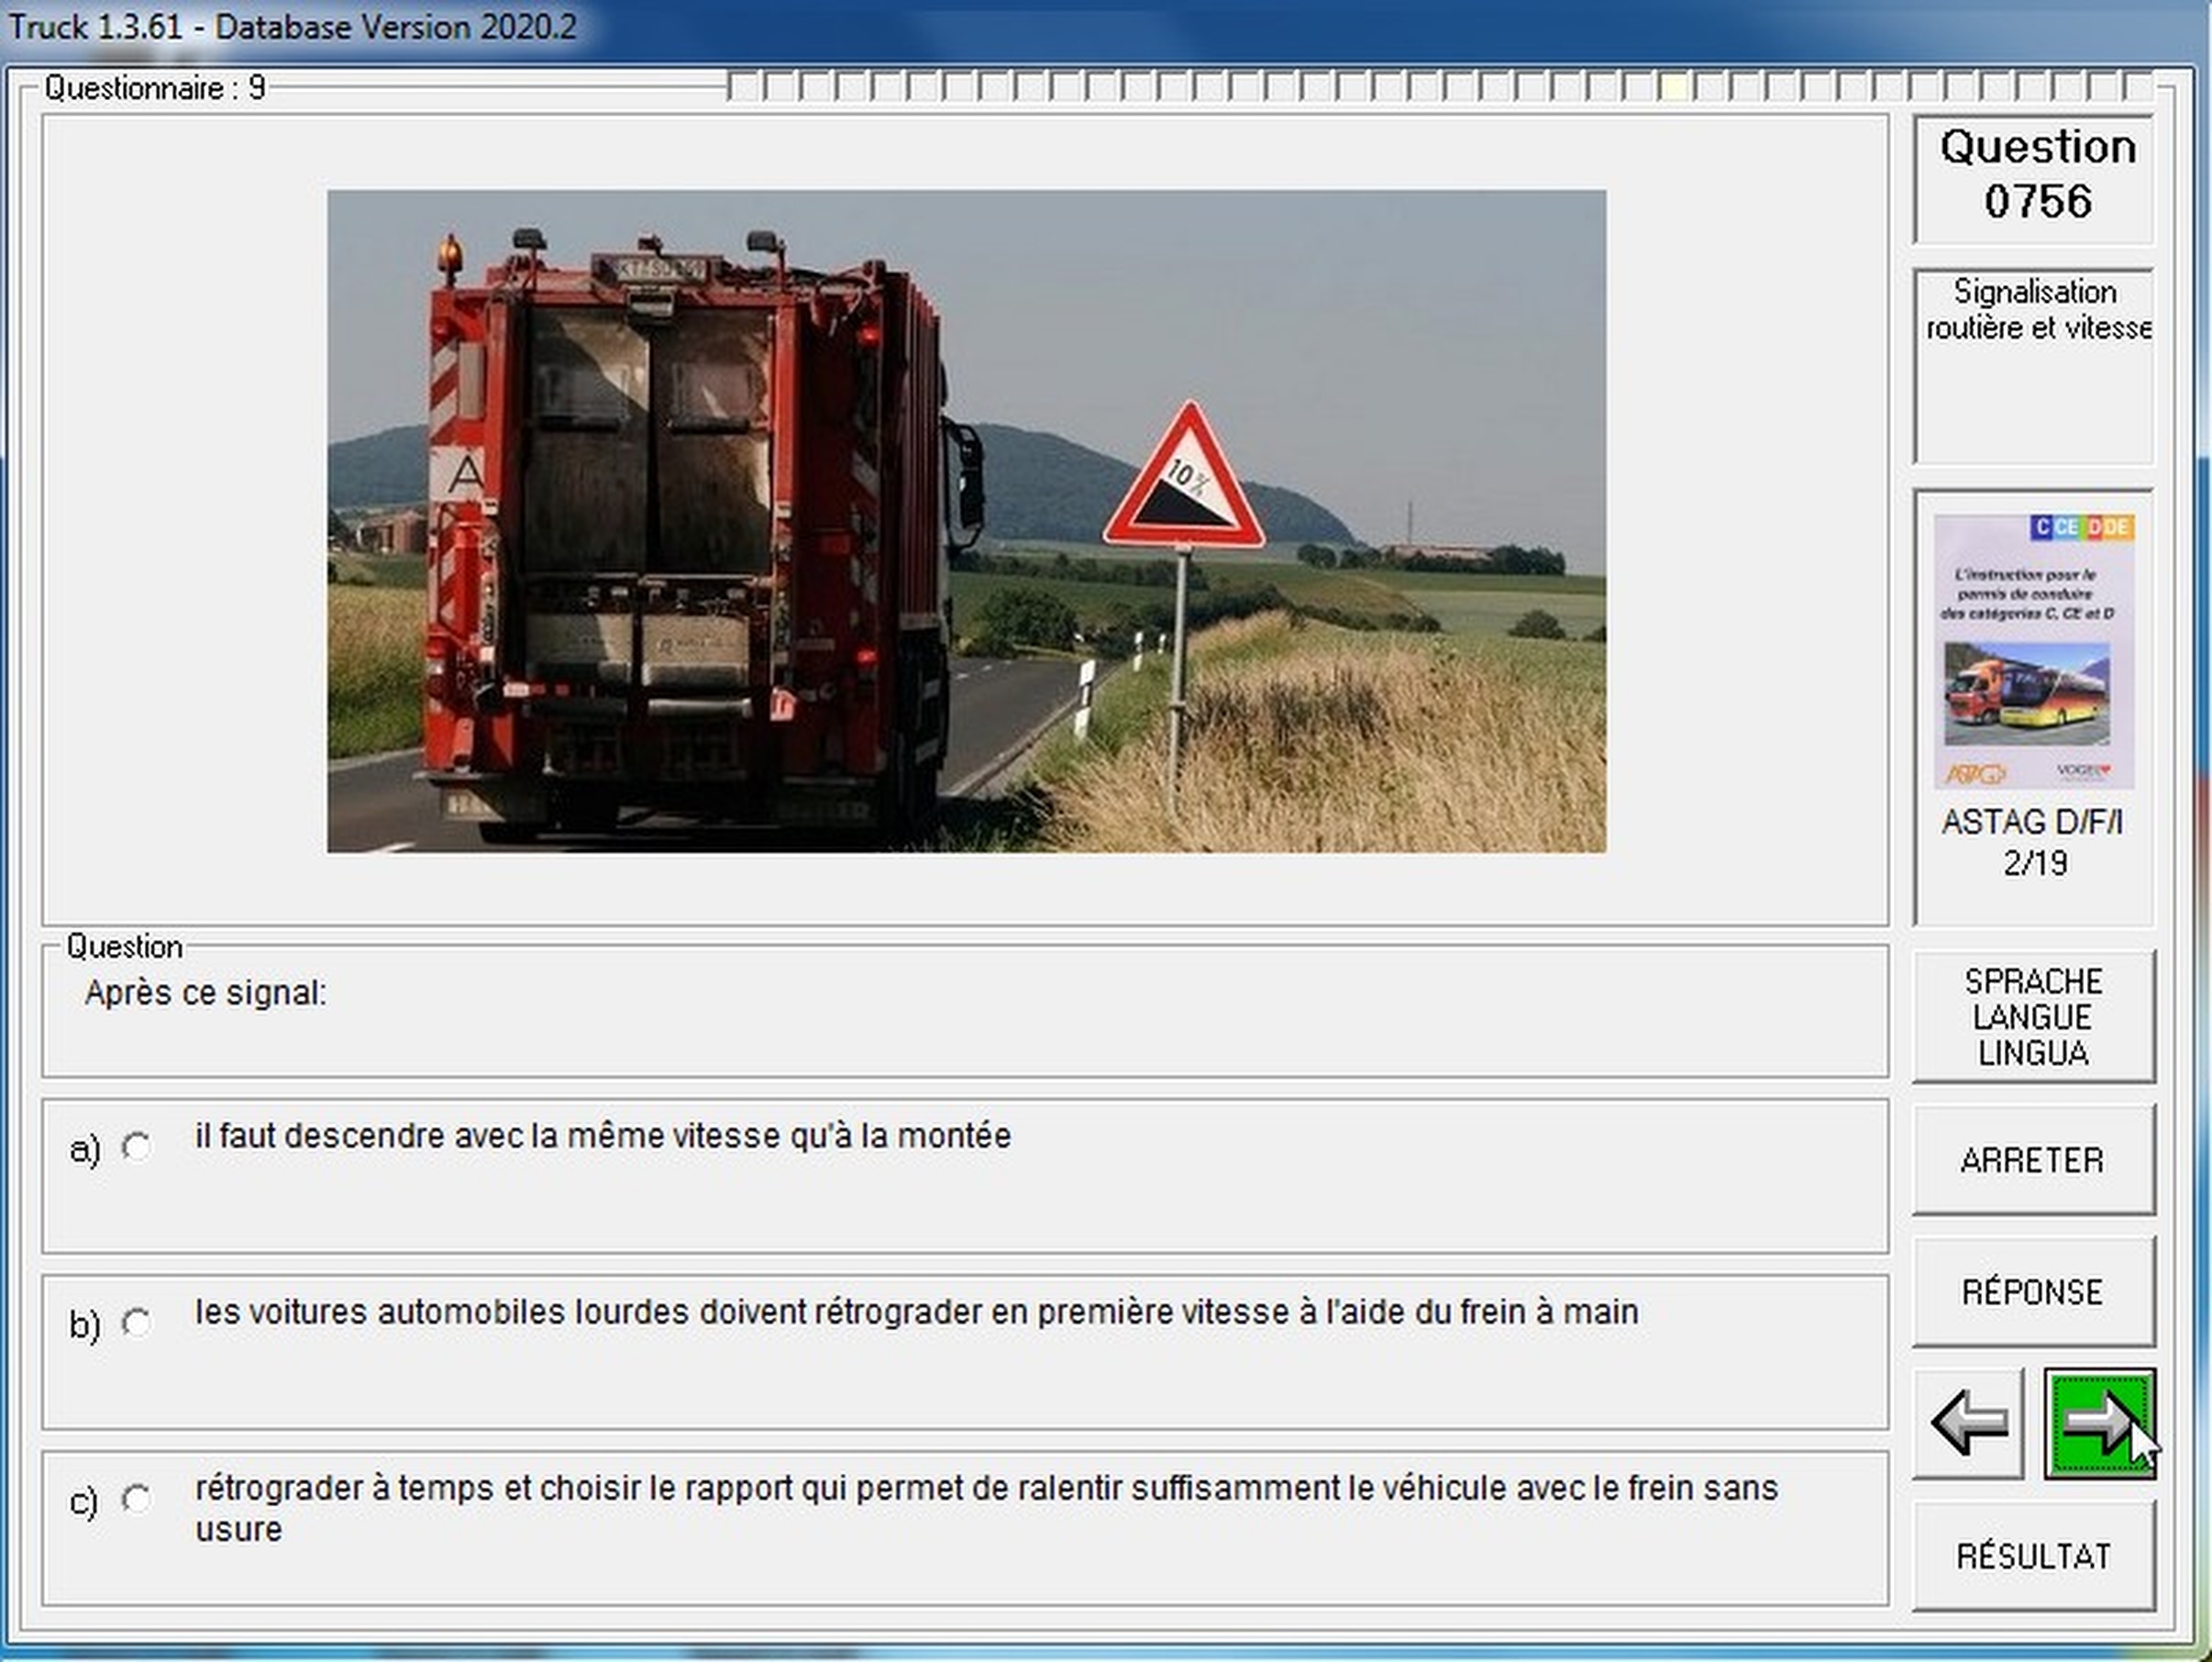 Truck 1.3.61 - Database Version 2020.2
Questionnaire : 9
Question
0756
Signalisation
routière et vitesse
A
10%
C CE D DE
L'instruction pour le
permis de conduire
des catégories C, CE et D
ASTAG
VOGEL
ASTAG D/F/I
2/19
Question
Après ce signal:
a)
il faut descendre avec la même vitesse qu'à la montée
b)
les voitures automobiles lourdes doivent rétrograder en première vitesse à l'aide du frein à main
c)
rétrograder à temps et choisir le rapport qui permet de ralentir suffisamment le véhicule avec le frein sans
usure
SPRACHE
LANGUE
LINGUA
ARRETER
RÉPONSE
RÉSULTAT